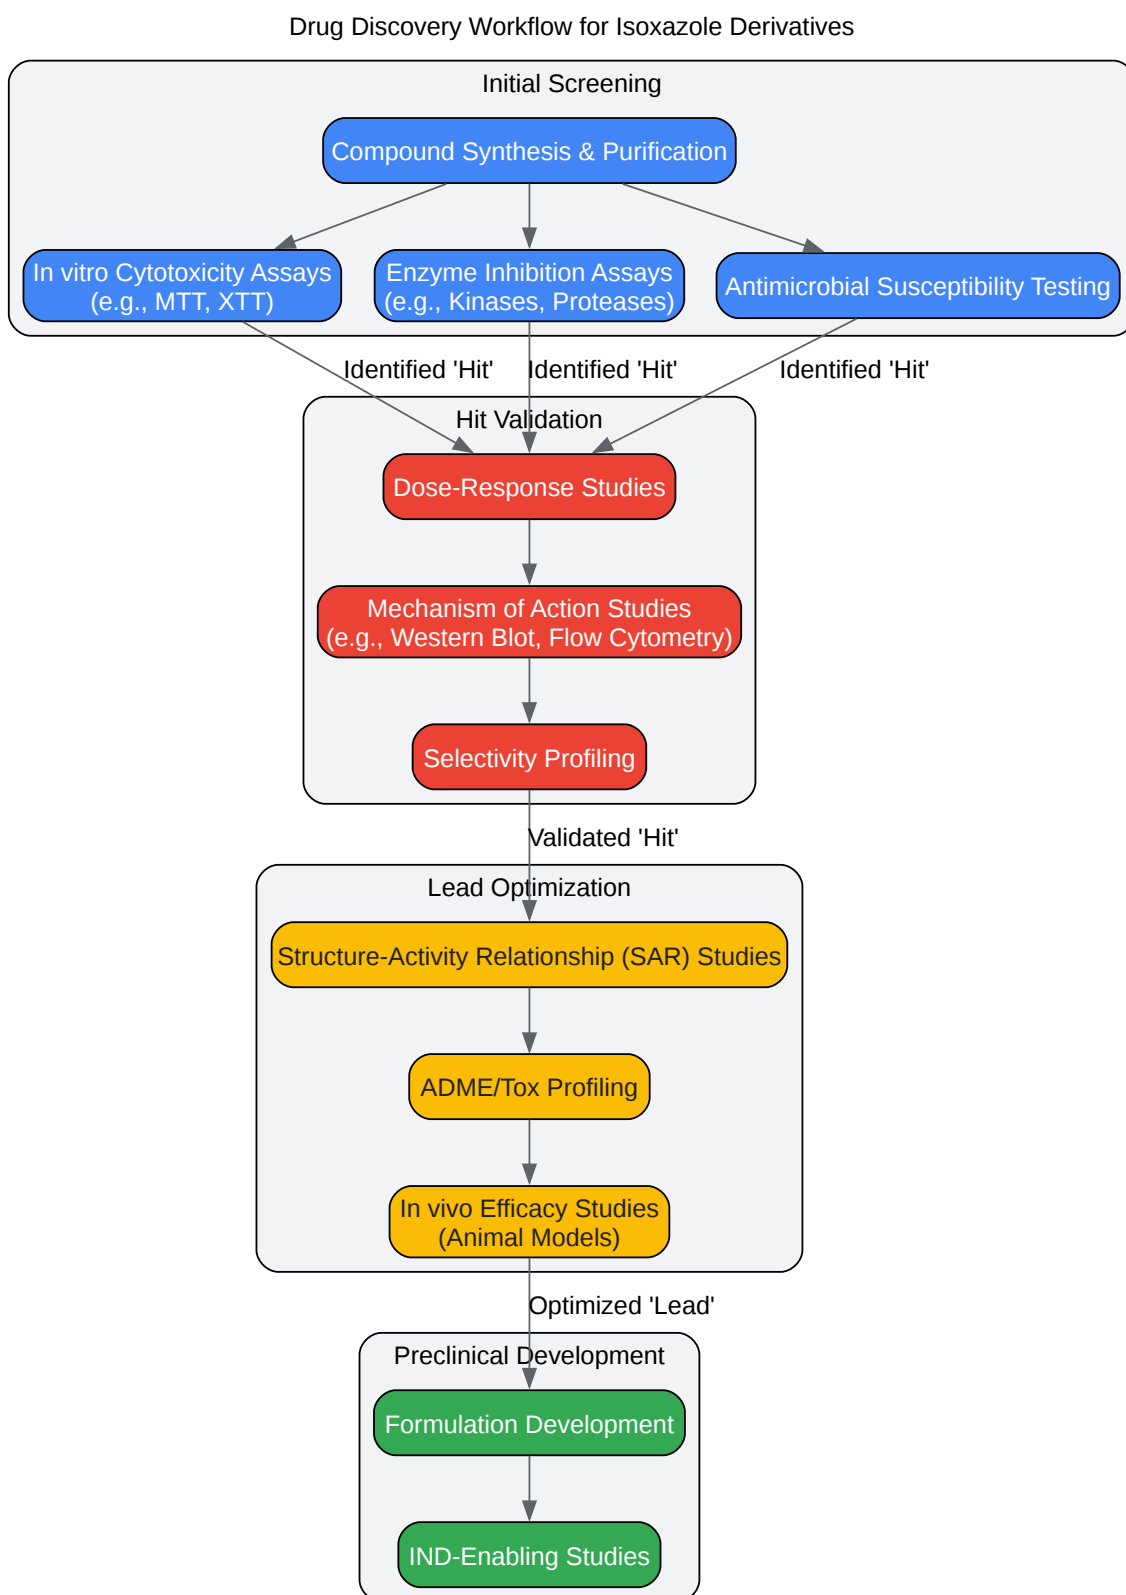 Drug Discovery Workflow for Isoxazole Derivatives
Initial Screening
Compound Synthesis & Purification
In vitro Cytotoxicity Assays
(e.g., MTT, XTT)
Enzyme Inhibition Assays
(e.g., Kinases, Proteases)
Antimicrobial Susceptibility Testing
Identified 'Hit'
Identified 'Hit'
Identified 'Hit'
Hit Validation
Dose-Response Studies
Mechanism of Action Studies
(e.g., Western Blot, Flow Cytometry)
Selectivity Profiling
Validated 'Hit'
Lead Optimization
Structure-Activity Relationship (SAR) Studies
ADME/Tox Profiling
In vivo Efficacy Studies
(Animal Models)
Optimized 'Lead'
Preclinical Development
Formulation Development
IND-Enabling Studies